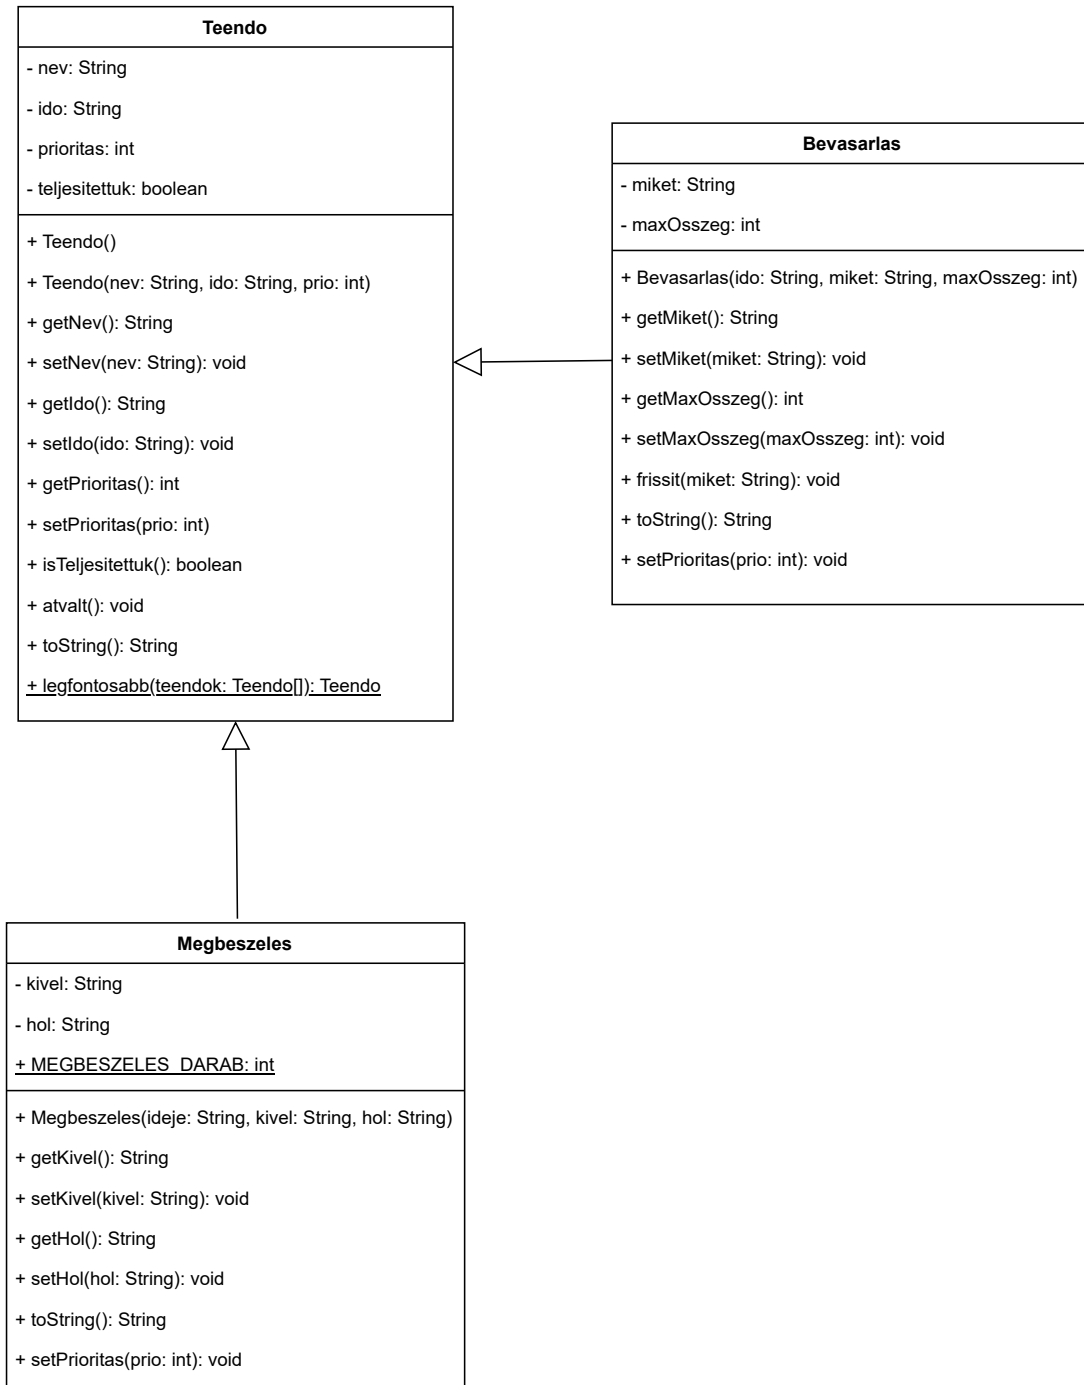 Teendo
- nev: String
- ido: String
- prioritas: int
- teljesitettuk: boolean
+ Teendo()
+ Teendo(nev: String, ido: String, prio: int)
+ getNev(): String
+ setNev(nev: String): void
+ getIdo(): String
+ setIdo(ido: String): void
+ getPrioritas(): int
+ setPrioritas(prio: int)
+ isTeljesitettuk(): boolean
+ atvalt(): void
+ toString(): String
+ legfontosabb(teendok: Teendo[]): Teendo
Bevasarlas
- miket: String
- maxOsszeg: int
+ Bevasarlas(ido: String, miket: String, maxOsszeg: int)
+ getMiket(): String
+ setMiket(miket: String): void
+ getMaxOsszeg(): int
+ setMaxOsszeg(maxOsszeg: int): void
+ frissit(miket: String): void
+ toString(): String
+ setPrioritas(prio: int): void
Megbeszeles
- kivel: String
- hol: String
+ MEGBESZELES_DARAB: int
+ Megbeszeles(ideje: String, kivel: String, hol: String)
+ getKivel(): String
+ setKivel(kivel: String): void
+ getHol(): String
+ setHol(hol: String): void
+ toString(): String
+ setPrioritas(prio: int): void